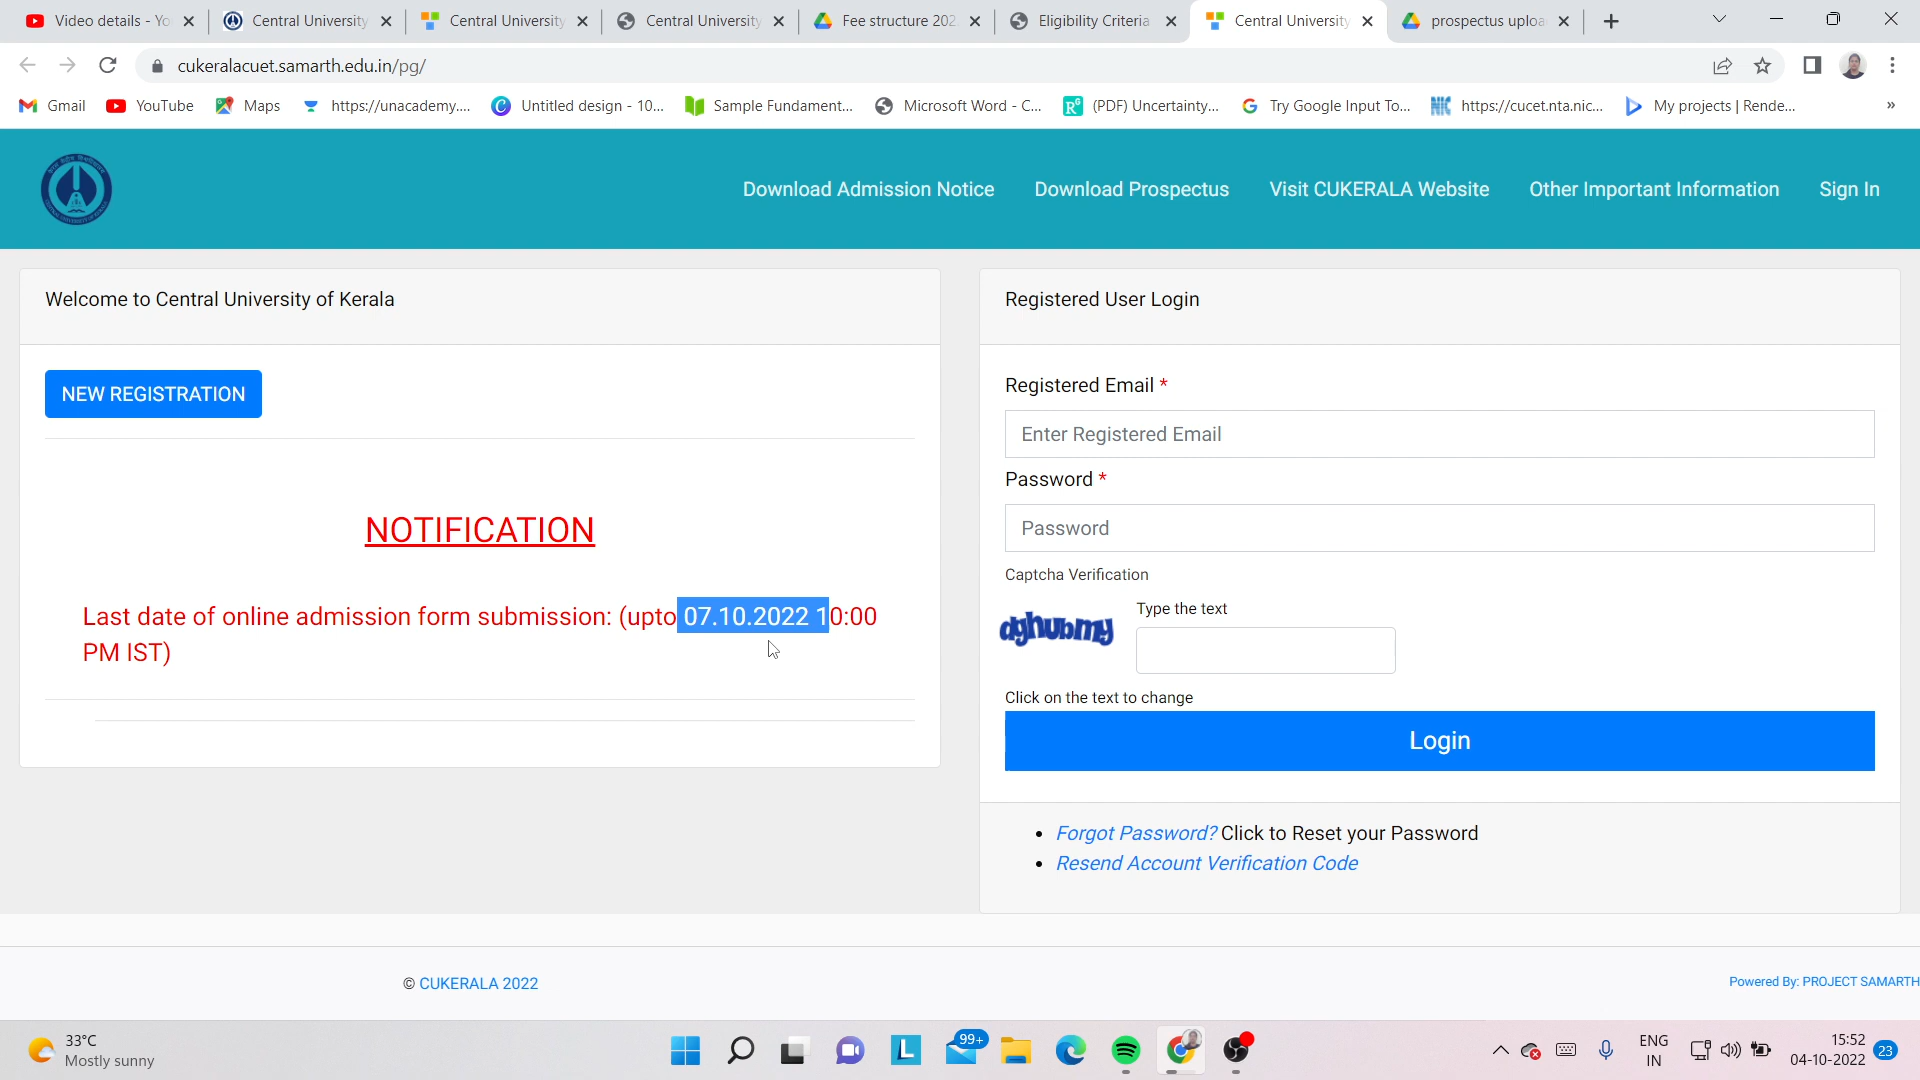 Video details - Yo
Central University
Central University
Central University
Fee structure 202
Eligibility Criteria
Central University
prospectus uploa
cukeralacuet.samarth.edu.in/pg/
Gmail
YouTube
Maps
https://unacademy....
Untitled design - 10...
Sample Fundament...
Microsoft Word - C...
(PDF) Uncertainty...
Try Google Input To...
https://cucet.nta.nic...
My projects | Rende...
»
Download Admission Notice
Download Prospectus
Visit CUKERALA Website
Other Important Information
Sign In
Welcome to Central University of Kerala
NEW REGISTRATION
NOTIFICATION
Last date of online admission form submission: (upto 07.10.2022 10:00
PM IST)
Registered User Login
Registered Email *
Enter Registered Email
Password *
Password
Captcha Verification
dghubmy
Type the text
Click on the text to change
Login
• Forgot Password? Click to Reset your Password
• Resend Account Verification Code
© CUKERALA 2022
Powered By: PROJECT SAMARTH
33°C
Mostly sunny
L
99+
ENG
IN
15:52
04-10-2022
23